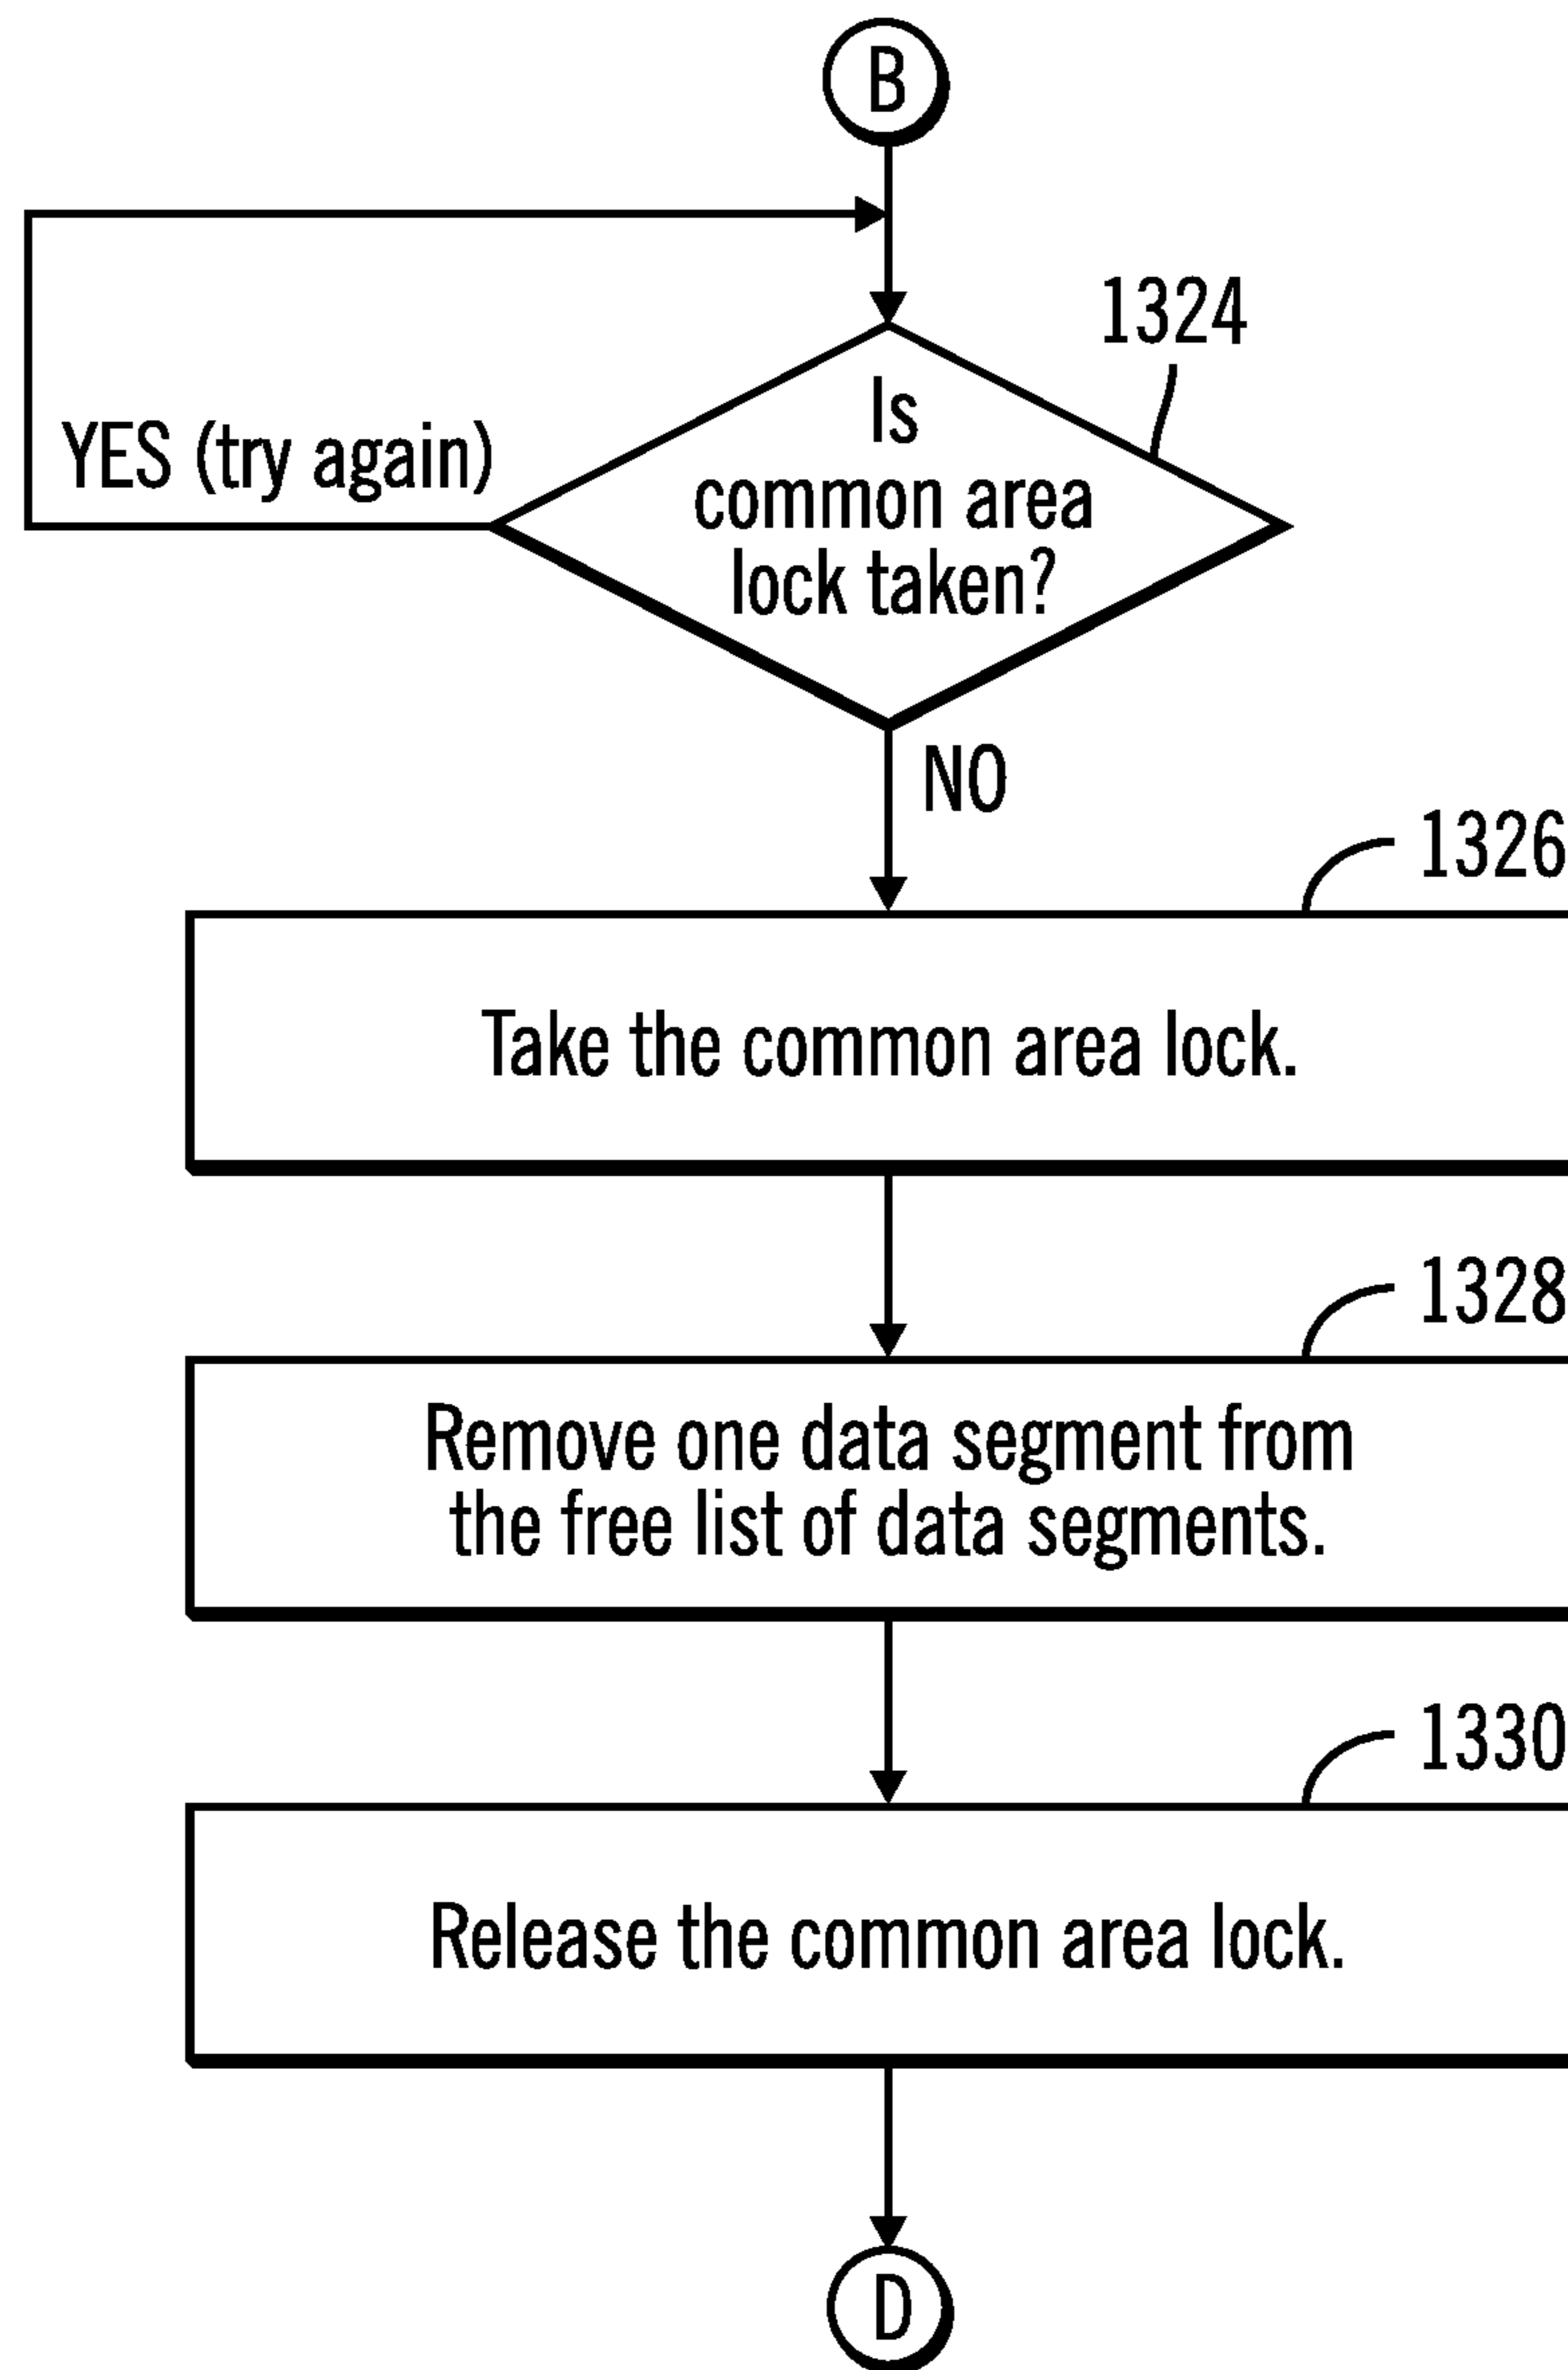 B
1324
Is
common area
lock taken?
YES (try again)
NO
1326
Take the common area lock.
1328
Remove one data segment from
the free list of data segments.
1330
Release the common area lock.
D